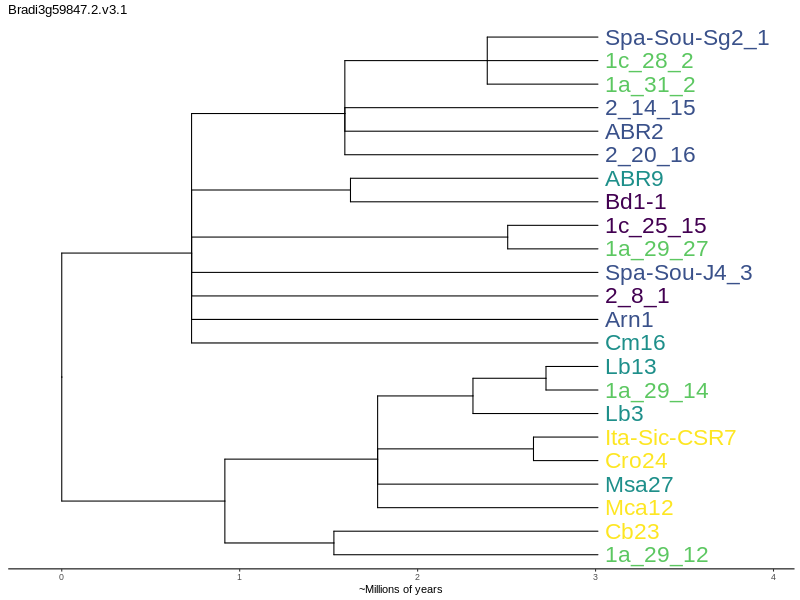 Bradi3g59847.2.v3.1
Spa-Sou-Sg2_1
1c_28_2
1a_31_2
2_14_15
ABR2
2_20_16
ABR9
Bd1-1
1c_25_15
1a_29_27
Spa-Sou-J4_3
2_8_1
Arn1
Cm16
Lb13
1a_29_14
Lb3
Ita-Sic-CSR7
Cro24
Msa27
Mca12
Cb23
1a_29_12
0 1 2 3 4
~Millions of years